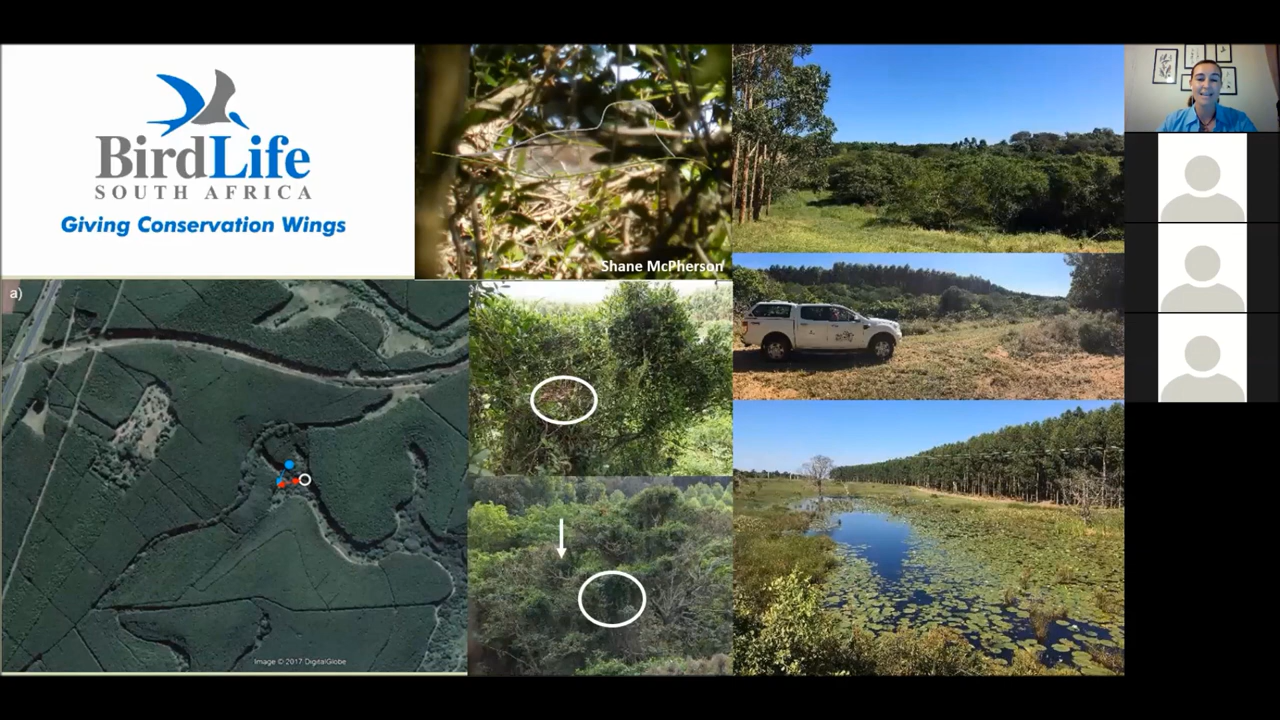 BirdLife
SOUTH AFRICA
Giving Conservation Wings
Shane McPherson
a)
Image © 2017 DigitalGlobe